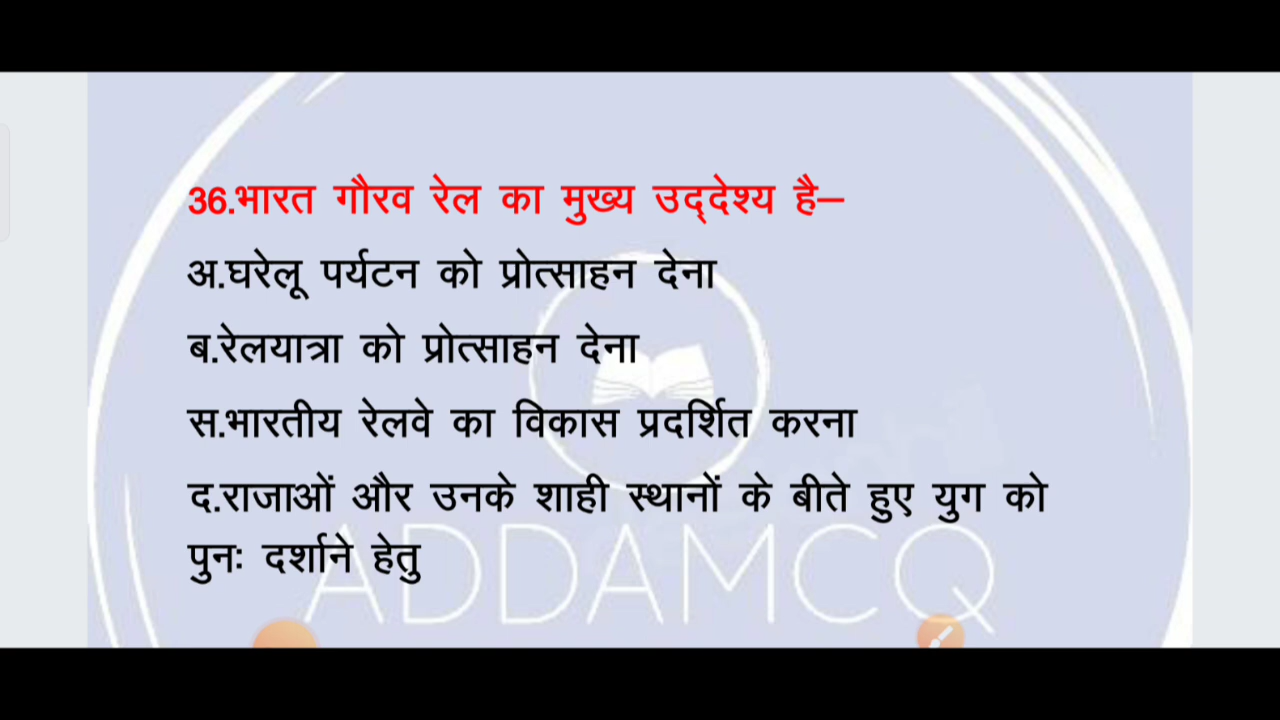 36.भारत गौरव रेल का मुख्य उद्‌देश्य है–
अ.घरेलू पर्यटन को प्रोत्साहन देना
ब.रेलयात्रा को प्रोत्साहन देना
स.भारतीय रेलवे का विकास प्रदर्शित करना
द.राजाओं और उनके शाही स्थानों के बीते हुए युग को
पुनः दर्शाने हेतु
ADDAMCQ